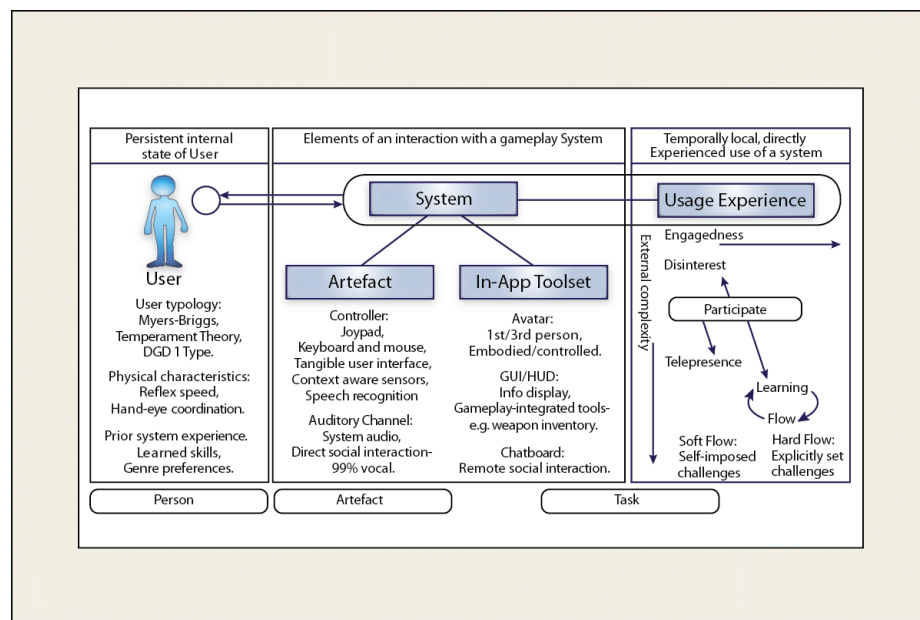 Persistent internal
state of User
Elements of an interaction with a gameplay System
Temporally local, directly
Experienced use of a system
User
User typology:
Myers-Briggs,
Temperament Theory,
DGD 1 Type.
Physical characteristics:
Reflex speed,
Hand-eye coordination.
Prior system experience.
Learned skills,
Genre preferences.
System
Artefact
Controller:
Joypad,
Keyboard and mouse,
Tangible user interface,
Context aware sensors,
Speech recognition
Auditory Channel:
System audio,
Direct social interaction-
99% vocal.
In-App Toolset
Avatar:
1st/3rd person,
Embodied/controlled.
GUI/HUD:
Info display,
Gameplay-integrated tools-
e.g. weapon inventory.
Chatboard:
Remote social interaction.
Usage Experience
External complexity
Engagedness
Disinterest
Participate
Telepresence
Learning
Flow
Soft Flow:
Self-imposed
challenges
Hard Flow:
Explicitly set
challenges
Person
Artefact
Task